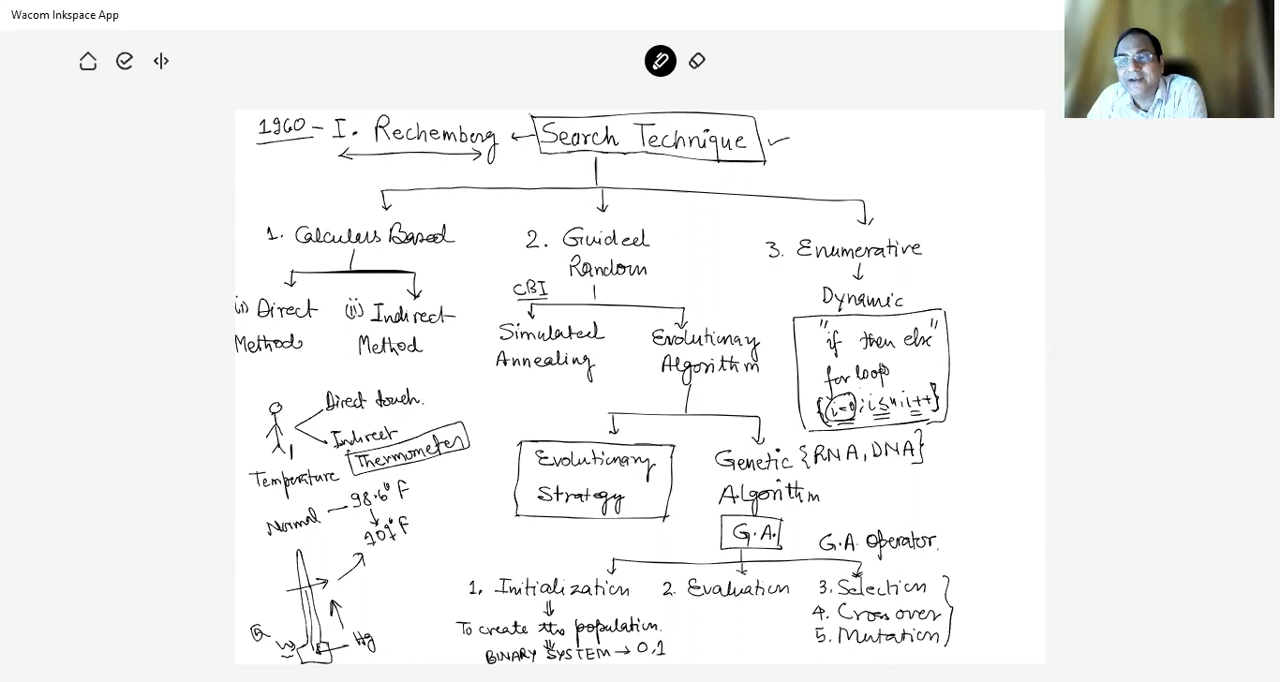 Wacom Inkspace App
1960 - I. Rechemberg ← Search Technique
1. Calculers Based
2. Guided
Random
3. Enumerative
(i) Direct
Method
(ii) Indirect
Method
CBI
Simulated
Annealing
Evolutionary
Algorithm
Dynamic
"if then else"
for loop
{i=0; i≤n; i++}
Direct touch.
Indirect
Thermometer
Temperature
Normal — 98.6° F
101° F
Hg
Evolutionary
Strategy
Genetic {RNA, DNA}
Algorithm
G.A.
G.A. Operator.
1. Initialization
2. Evaluation
3. Selection
4. Cross over
5. Mutation
To create the population.
BINARY SYSTEM → 0,1